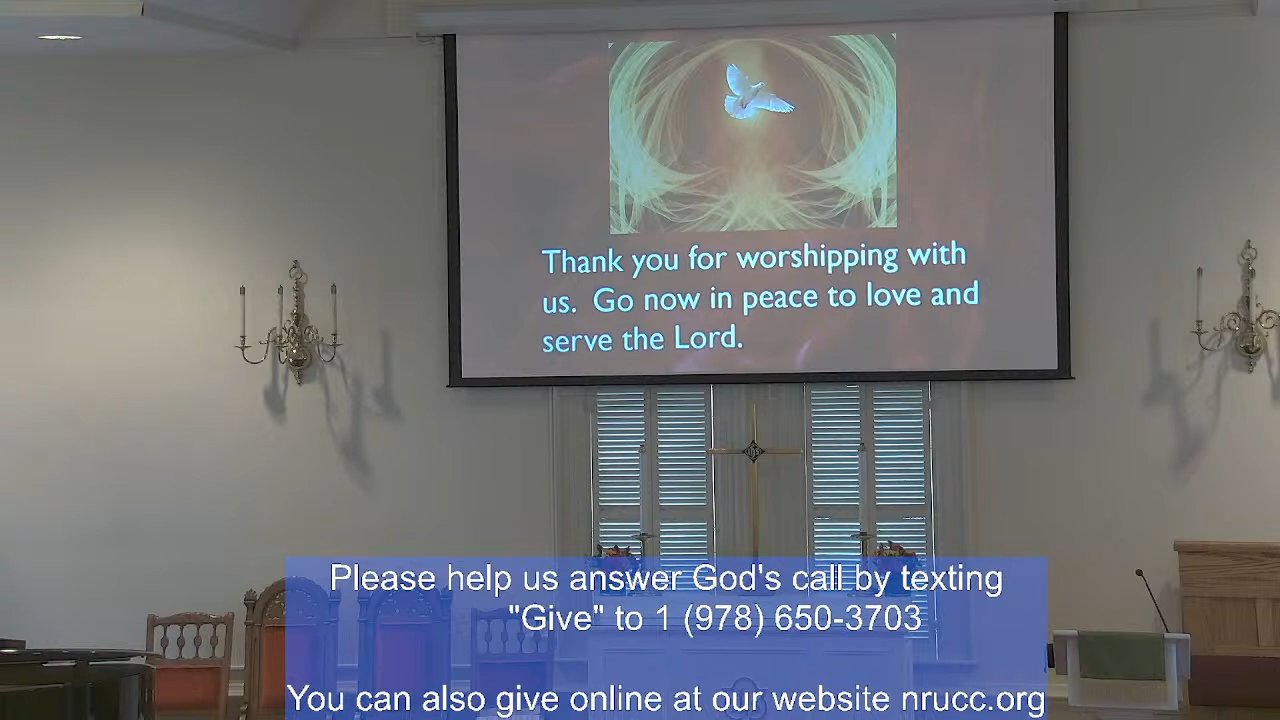 Thank you for worshipping with
us. Go now in peace to love and
serve the Lord.
Please help us answer God's call by texting
"Give" to 1 (978) 650-3703
You can also give online at our website nrucc.org